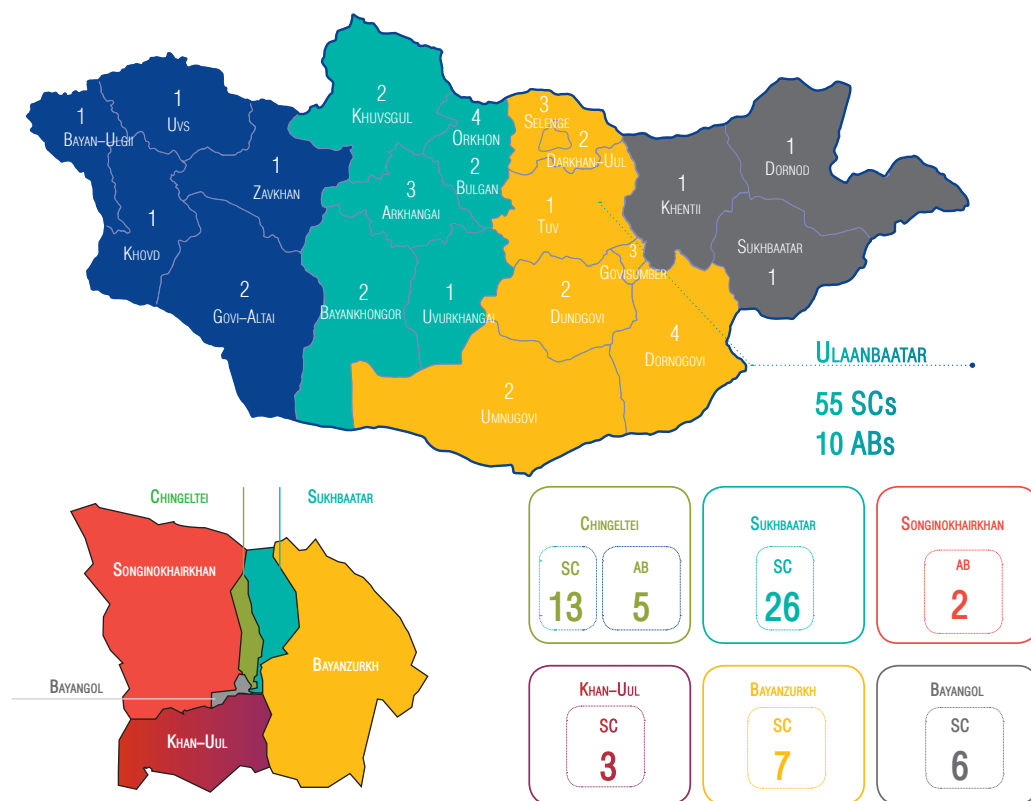 1
Bayan-Ulgii
1
Uvs
1
Zavkhan
1
Khovd
2
Govi-Altai
2
Khuvsgul
4
Orkhon
2
Bulgan
3
Arkhangai
2
Bayankhongor
1
Uvurkhangai
3
Selenge
2
Darkhan-Uul
1
Tuv
3
Govisumber
2
Dundgovi
4
Dornogovi
2
Umnugovi
1
Khentii
1
Dornod
Sukhbaatar
1
Ulaanbaatar
55 SCs
10 ABs
Chingeltei
Sukhbaatar
Songinokhairkhan
Bayanzurkh
Bayangol
Khan-Uul
Chingeltei
SC
13
AB
5
Sukhbaatar
SC
26
Songinokhairkhan
AB
2
Khan-Uul
SC
3
Bayanzurkh
SC
7
Bayangol
SC
6